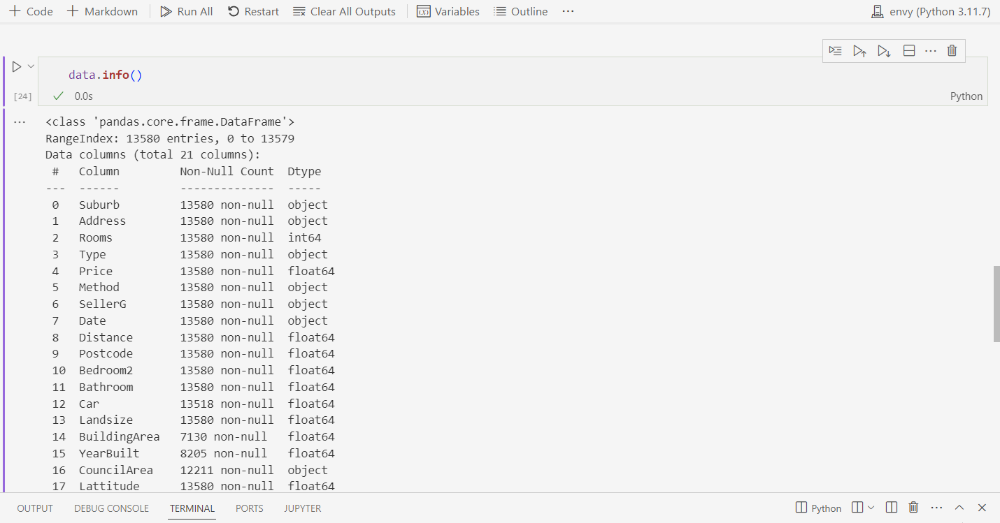 Code Markdown Run All Restart Clear All Outputs Variables Outline ... envy (Python 3.11.7)
data.info()
[24] 0.0s Python
<class 'pandas.core.frame.DataFrame'>
RangeIndex: 13580 entries, 0 to 13579
Data columns (total 21 columns):
 #   Column         Non-Null Count  Dtype
---  ------         --------------  -----
 0   Suburb         13580 non-null  object
 1   Address        13580 non-null  object
 2   Rooms          13580 non-null  int64
 3   Type           13580 non-null  object
 4   Price          13580 non-null  float64
 5   Method         13580 non-null  object
 6   SellerG        13580 non-null  object
 7   Date           13580 non-null  object
 8   Distance       13580 non-null  float64
 9   Postcode       13580 non-null  float64
 10  Bedroom2       13580 non-null  float64
 11  Bathroom       13580 non-null  float64
 12  Car            13518 non-null  float64
 13  Landsize       13580 non-null  float64
 14  BuildingArea   7130 non-null   float64
 15  YearBuilt      8205 non-null   float64
 16  CouncilArea    12211 non-null  object
 17  Lattitude      13580 non-null  float64
OUTPUT DEBUG CONSOLE TERMINAL PORTS JUPYTER Python